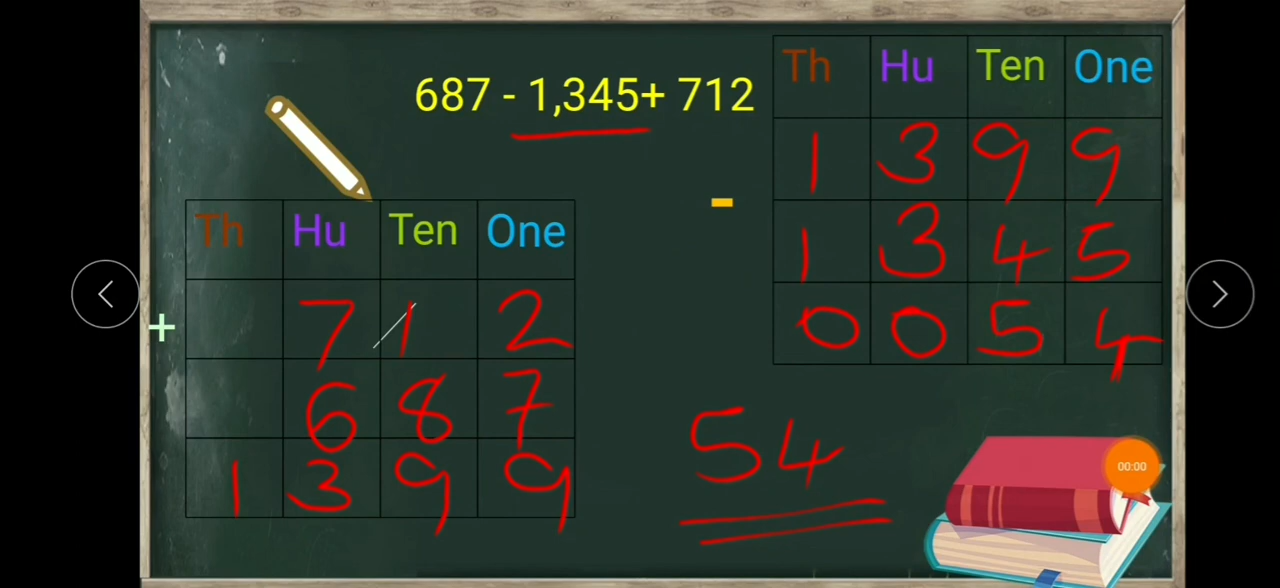 687 - 1,345+ 712
Th Hu Ten One
+ 7 1 2
6 8 7
1 3 9 9
Th Hu Ten One
1 3 9 9
-
1 3 4 5
0 0 5 4
54
00:00